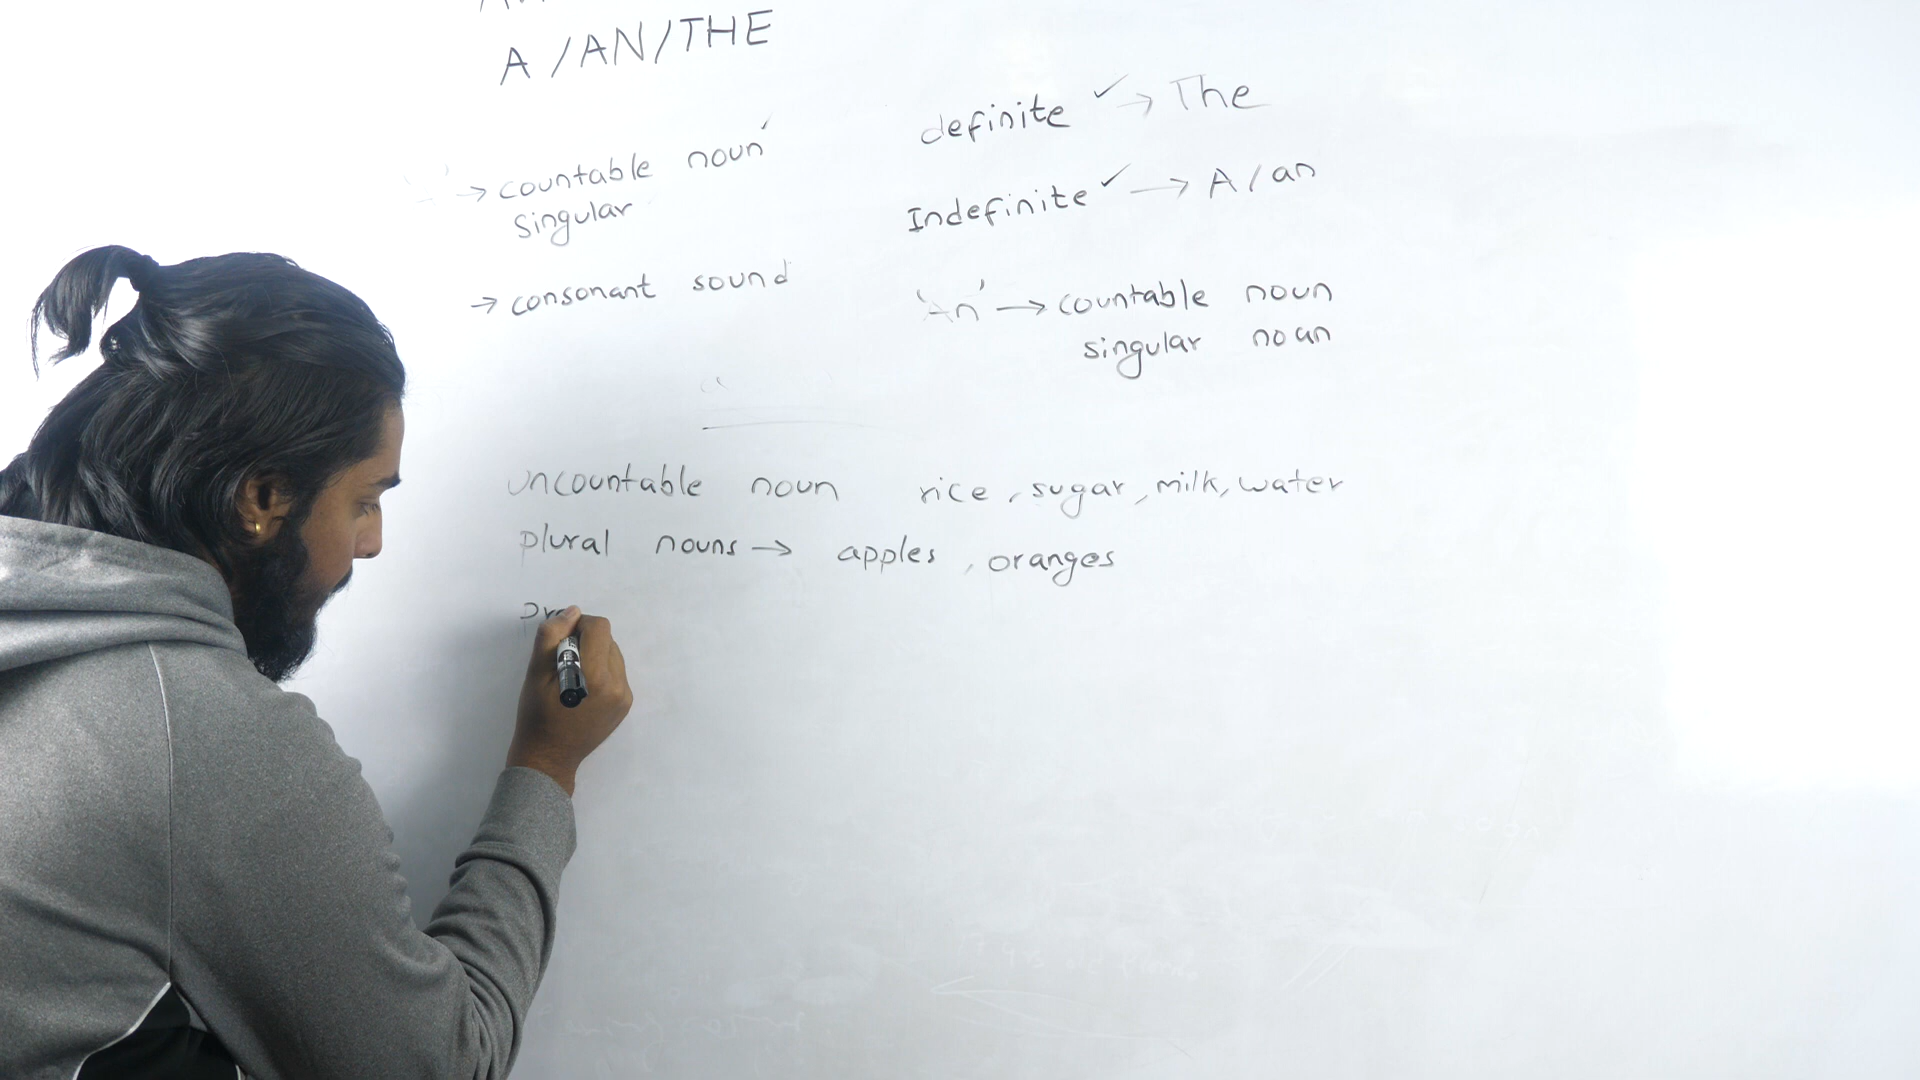 A/AN/THE
→ countable noun
singular
→ consonant sound
definite ✓ → The
Indefinite ✓ → A/an
'An' → countable noun
singular noun
uncountable noun rice, sugar, milk, water
plural nouns → apples, oranges